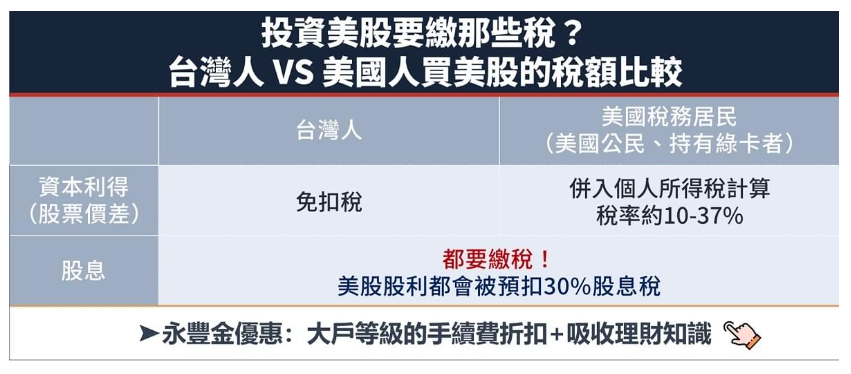 投資美股要繳那些稅？
台灣人 VS 美國人買美股的稅額比較
台灣人
美國稅務居民
（美國公民、持有綠卡者）
資本利得
（股票價差）
免扣稅
併入個人所得稅計算
稅率約10-37%
股息
都要繳稅！
美股股利都會被預扣30%股息稅
➤永豐金優惠：大戶等級的手續費折扣+吸收理財知識